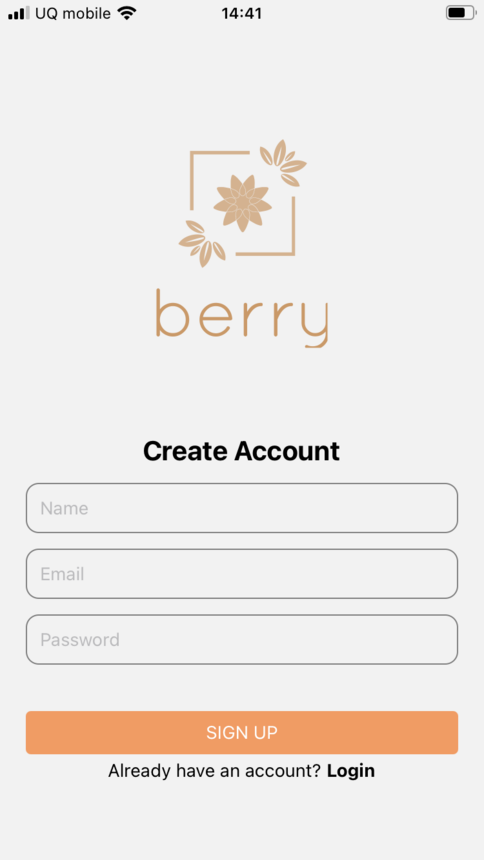 UQ mobile 14:41
berry
Create Account
Name
Email
Password
SIGN UP
Already have an account? Login